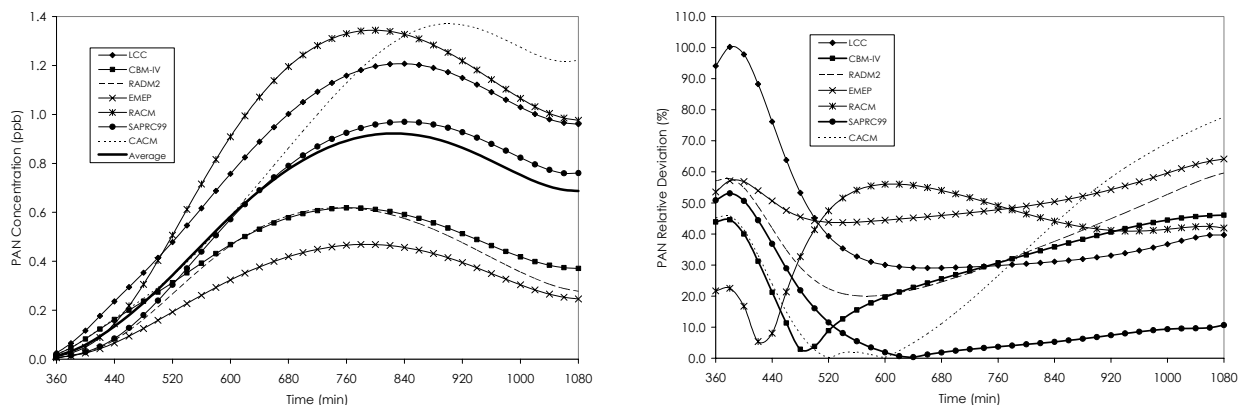 1.4
1.2
1.0
0.8
0.6
0.4
0.2
0.0
PAN Concentration (ppb)
LCC
CBM-IV
RADM2
EMEP
RACM
SAPRC99
CACM
Average
360 440 520 600 680 760 840 920 1000 1080
Time (min)
110.0
100.0
90.0
80.0
70.0
60.0
50.0
40.0
30.0
20.0
10.0
0.0
PAN Relative Deviation (%)
LCC
CBM-IV
RADM2
EMEP
RACM
SAPRC99
CACM
360 440 520 600 680 760 840 920 1000 1080
Time (min)